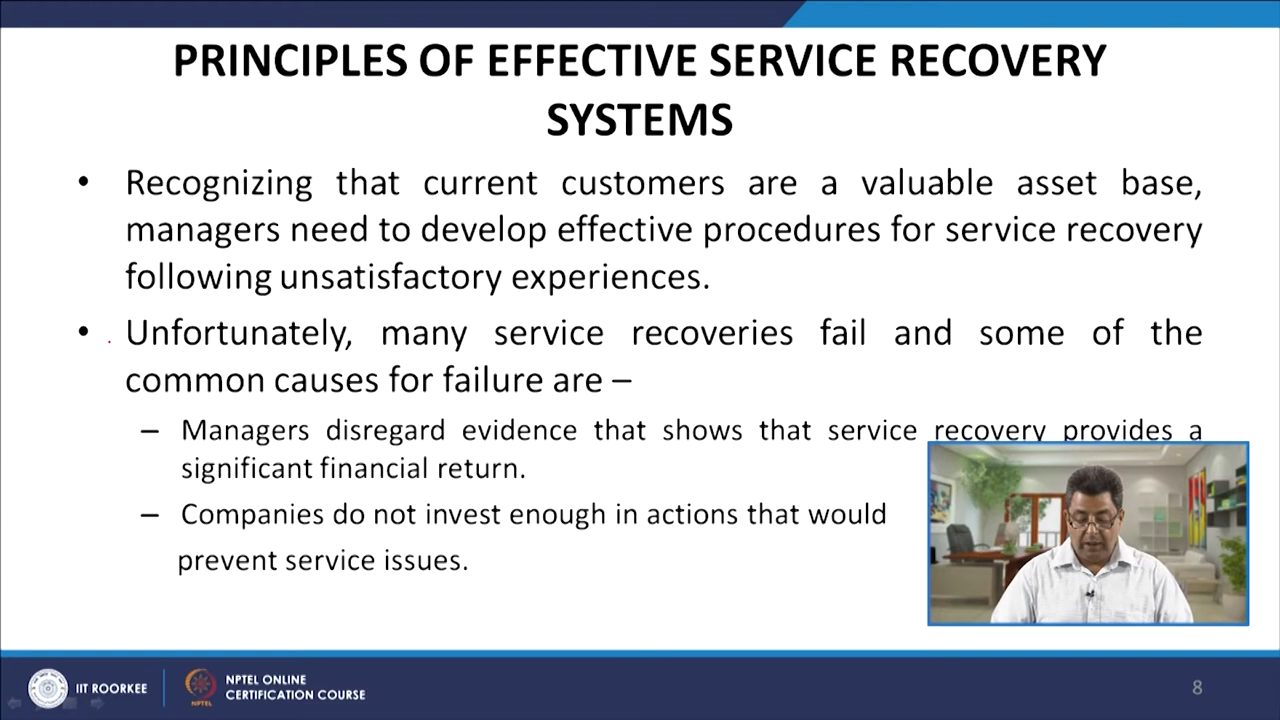 PRINCIPLES OF EFFECTIVE SERVICE RECOVERY
SYSTEMS
• Recognizing that current customers are a valuable asset base,
managers need to develop effective procedures for service recovery
following unsatisfactory experiences.
• Unfortunately, many service recoveries fail and some of the
common causes for failure are –
– Managers disregard evidence that shows that service recovery provides a
significant financial return.
– Companies do not invest enough in actions that would
prevent service issues.
IIT ROORKEE
NPTEL
NPTEL ONLINE
CERTIFICATION COURSE
8